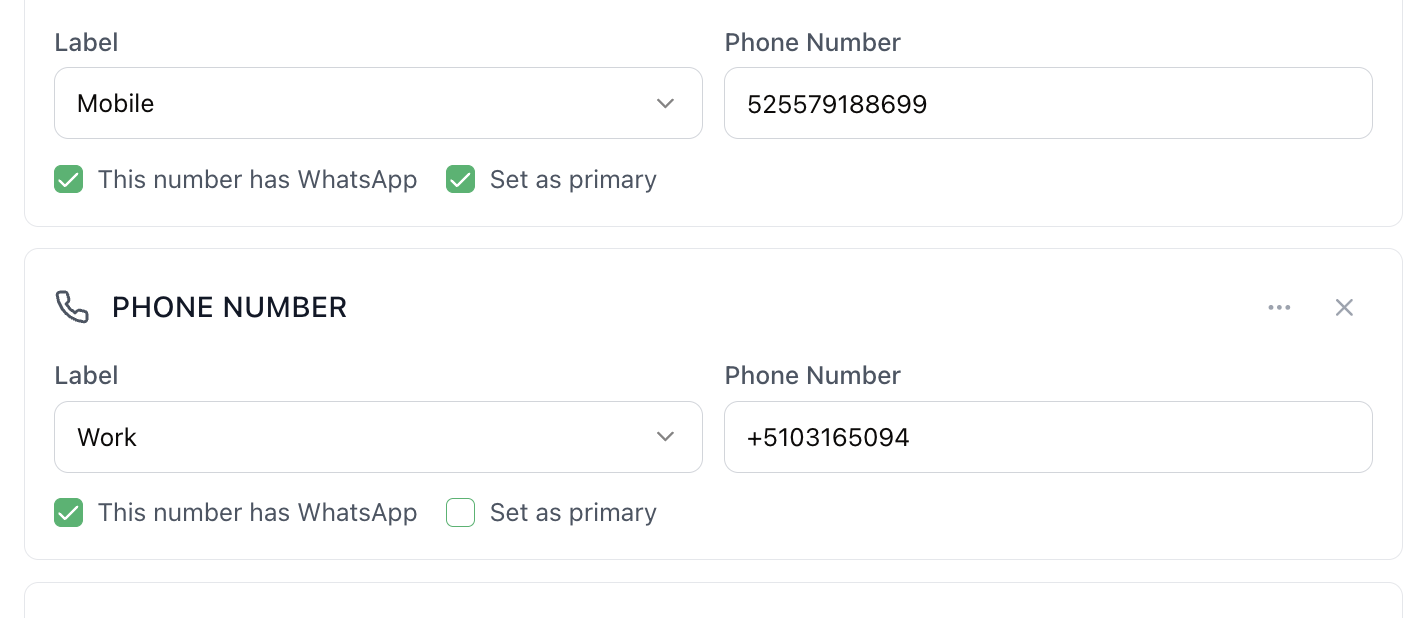 Label Phone Number
Mobile 525579188699
This number has WhatsApp Set as primary
PHONE NUMBER
Label Phone Number
Work +5103165094
This number has WhatsApp Set as primary